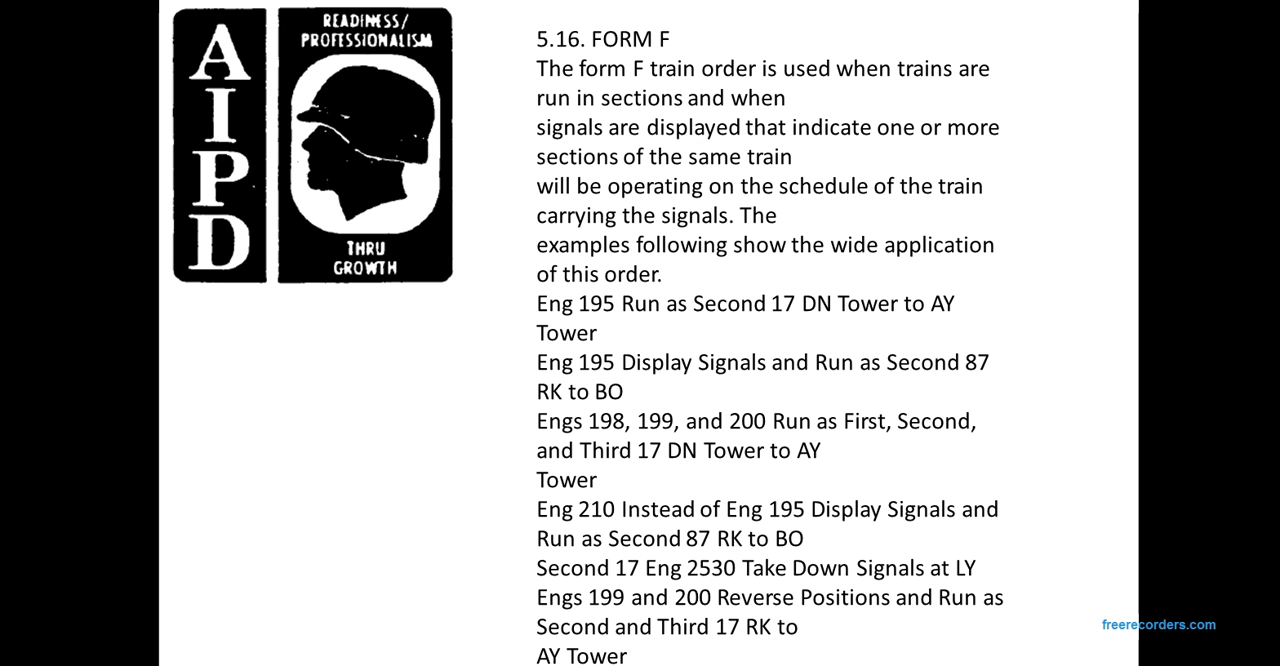 A
I
P
D
READINESS/
PROFESSIONALISM
THRU
GROWTH
5.16. FORM F
The form F train order is used when trains are
run in sections and when
signals are displayed that indicate one or more
sections of the same train
will be operating on the schedule of the train
carrying the signals. The
examples following show the wide application
of this order.
Eng 195 Run as Second 17 DN Tower to AY
Tower
Eng 195 Display Signals and Run as Second 87
RK to BO
Engs 198, 199, and 200 Run as First, Second,
and Third 17 DN Tower to AY
Tower
Eng 210 Instead of Eng 195 Display Signals and
Run as Second 87 RK to BO
Second 17 Eng 2530 Take Down Signals at LY
Engs 199 and 200 Reverse Positions and Run as
Second and Third 17 RK to
AY Tower
freerecorders.com